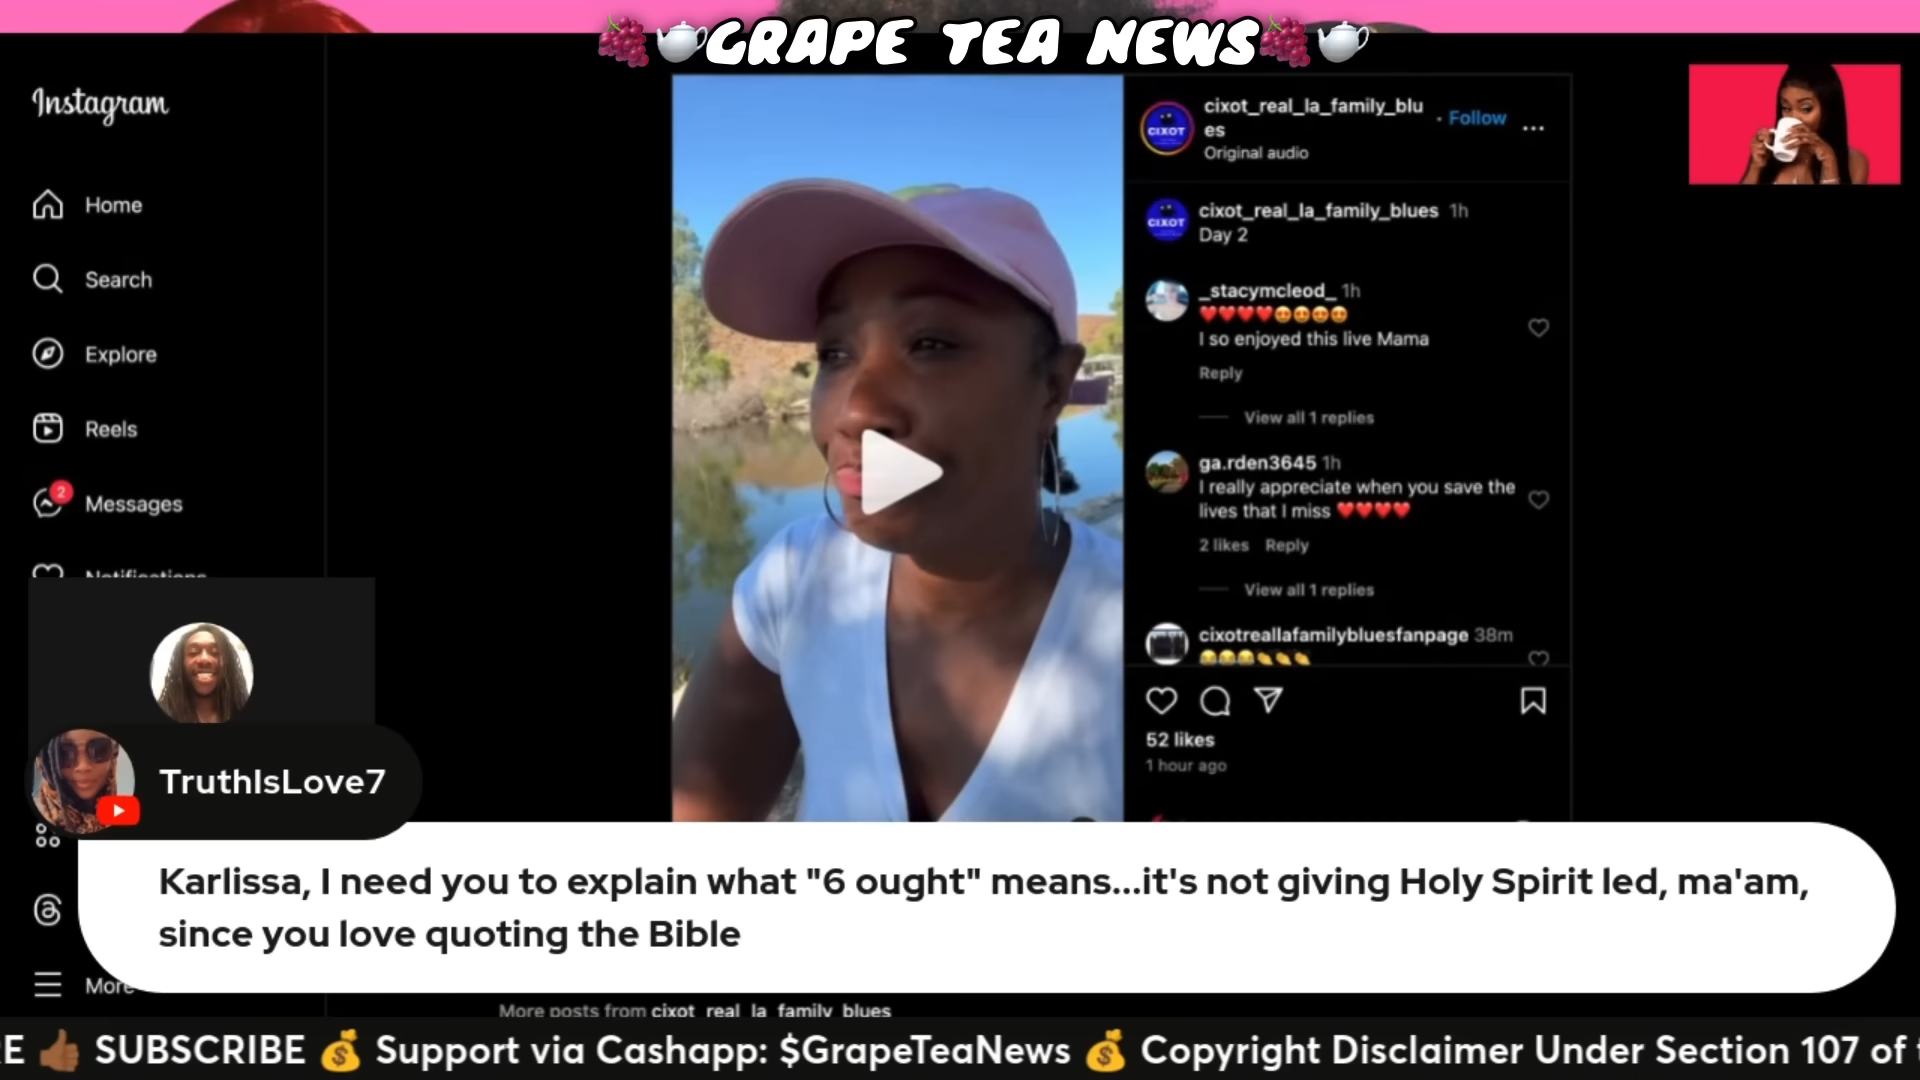 GRAPE TEA NEWS
Instagram
Home
Search
Explore
Reels
2
Messages
Notifications
More
CIXOT
cixot_real_la_family_blu
es
Original audio
• Follow
CIXOT
cixot_real_la_family_blues 1h
Day 2
_stacymcleod_ 1h
❤️❤️❤️❤️😍😍😍😍
I so enjoyed this live Mama
Reply
View all 1 replies
ga.rden3645 1h
I really appreciate when you save the
lives that I miss ❤️❤️❤️❤️
2 likes Reply
View all 1 replies
cixotreallafamilybluesfanpage 38m
😂😂😂👏👏👏
52 likes
1 hour ago
TruthIsLove7
Karlissa, I need you to explain what "6 ought" means...it's not giving Holy Spirit led, ma'am,
since you love quoting the Bible
More posts from cixot_real_la_family_blues
RE 👍🏾 SUBSCRIBE 💰 Support via Cashapp: $GrapeTeaNews 💰 Copyright Disclaimer Under Section 107 of